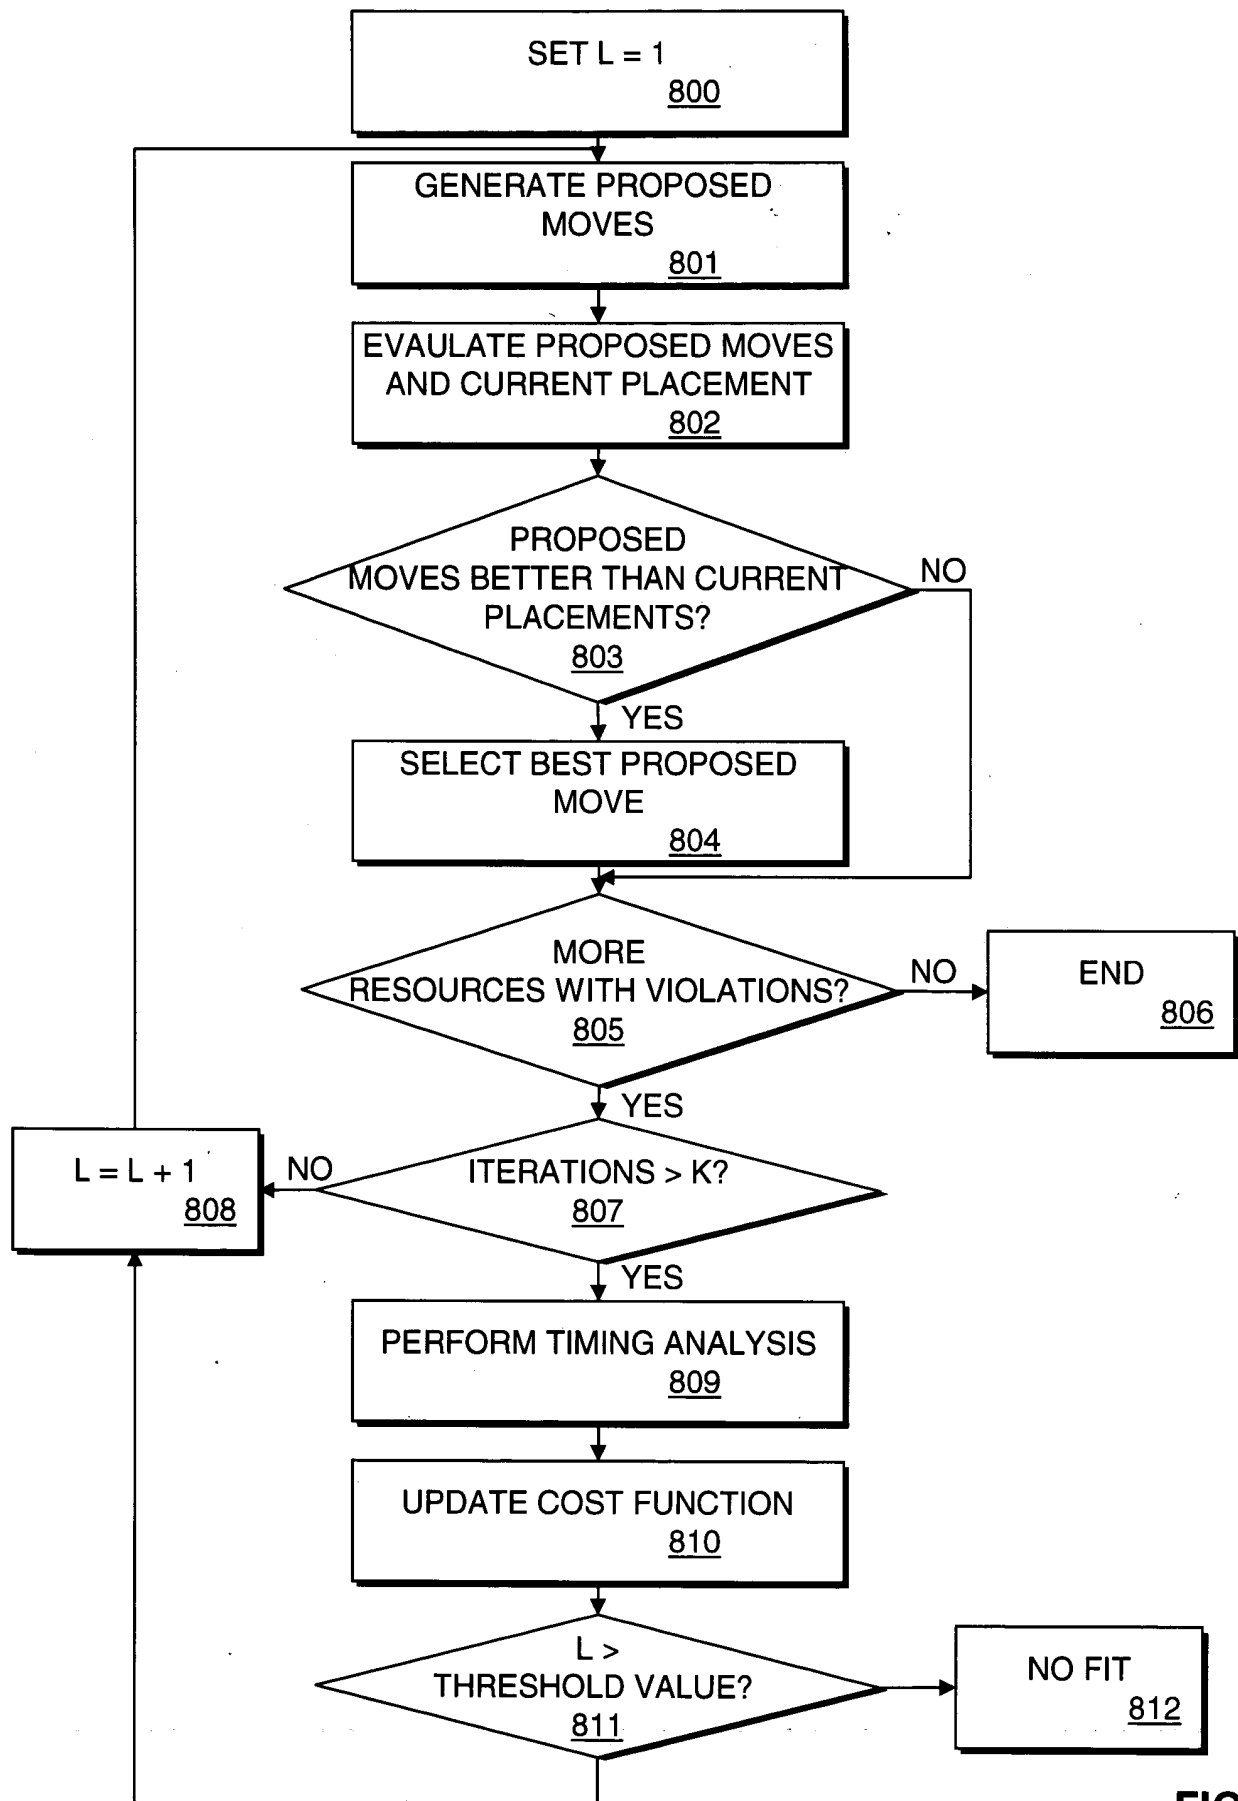 SET L = 1
800
GENERATE PROPOSED
MOVES
801
EVAULATE PROPOSED MOVES
AND CURRENT PLACEMENT
802
PROPOSED
MOVES BETTER THAN CURRENT
PLACEMENTS?
803
NO
YES
SELECT BEST PROPOSED
MOVE
804
MORE
RESOURCES WITH VIOLATIONS?
805
NO
END
806
YES
L = L + 1
808
NO
ITERATIONS > K?
807
YES
PERFORM TIMING ANALYSIS
809
UPDATE COST FUNCTION
810
L >
THRESHOLD VALUE?
811
NO FIT
812